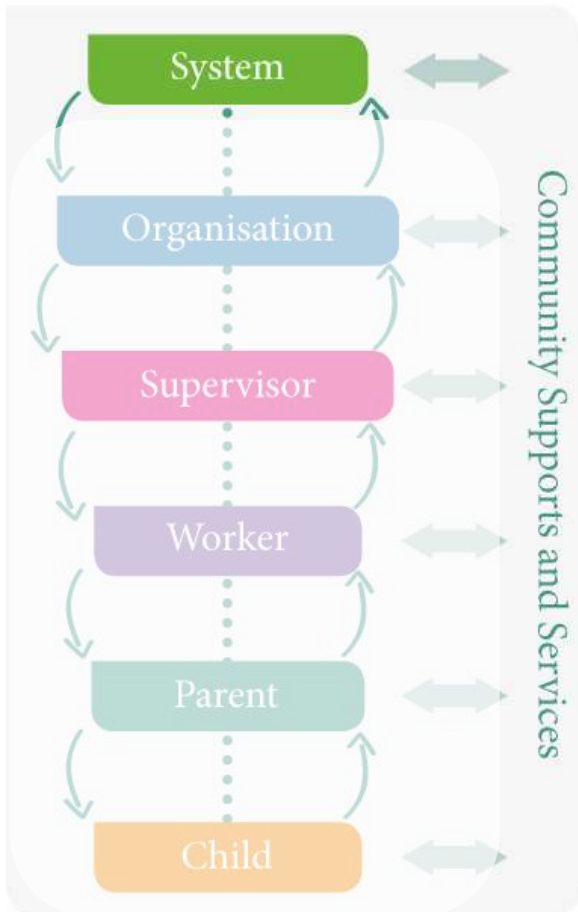 System
Organisation
Supervisor
Worker
Parent
Child
Community Supports and Services